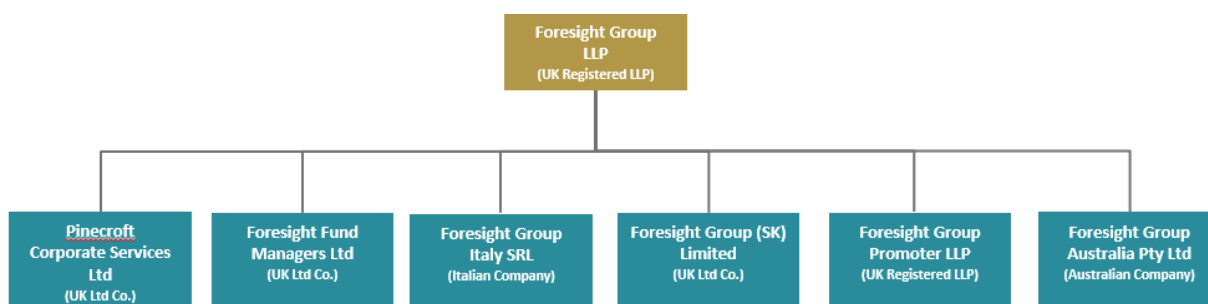 Foresight Group
LLP
(UK Registered LLP)
Pinecroft
Corporate Services
Ltd
(UK Ltd Co.)
Foresight Fund
Managers Ltd
(UK Ltd Co.)
Foresight Group
Italy SRL
(Italian Company)
Foresight Group (SK)
Limited
(UK Ltd Co.)
Foresight Group
Promoter LLP
(UK Registered LLP)
Foresight Group
Australia Pty Ltd
(Australian Company)